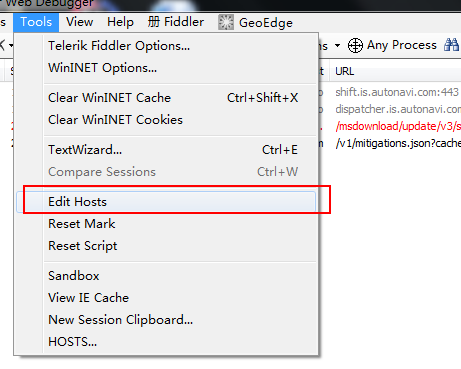 Web Debugger
Tools View Help 册 Fiddler GeoEdge
Any Process
Telerik Fiddler Options...
WinINET Options...
URL
Clear WinINET Cache Ctrl+Shift+X
shift.is.autonavi.com:443
Clear WinINET Cookies
dispatcher.is.autonavi.com
/msdownload/update/v3/s
TextWizard... Ctrl+E
/v1/mitigations.json?cache
Compare Sessions Ctrl+W
Edit Hosts
Reset Mark
Reset Script
Sandbox
View IE Cache
New Session Clipboard...
HOSTS...